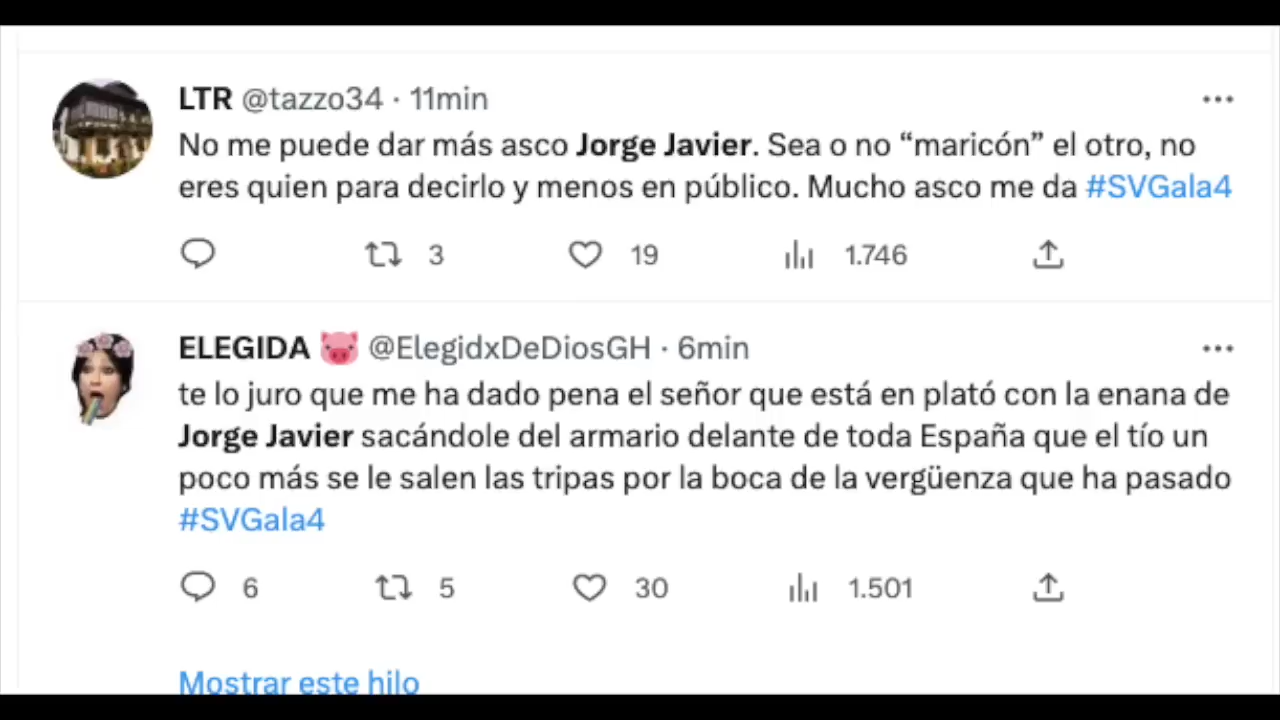 LTR @tazzo34 · 11min
No me puede dar más asco Jorge Javier. Sea o no “maricón” el otro, no
eres quien para decirlo y menos en público. Mucho asco me da #SVGala4
3 19 1.746
ELEGIDA 🐷 @ElegidxDeDiosGH · 6min
te lo juro que me ha dado pena el señor que está en plató con la enana de
Jorge Javier sacándole del armario delante de toda España que el tío un
poco más se le salen las tripas por la boca de la vergüenza que ha pasado
#SVGala4
6 5 30 1.501
Mostrar este hilo